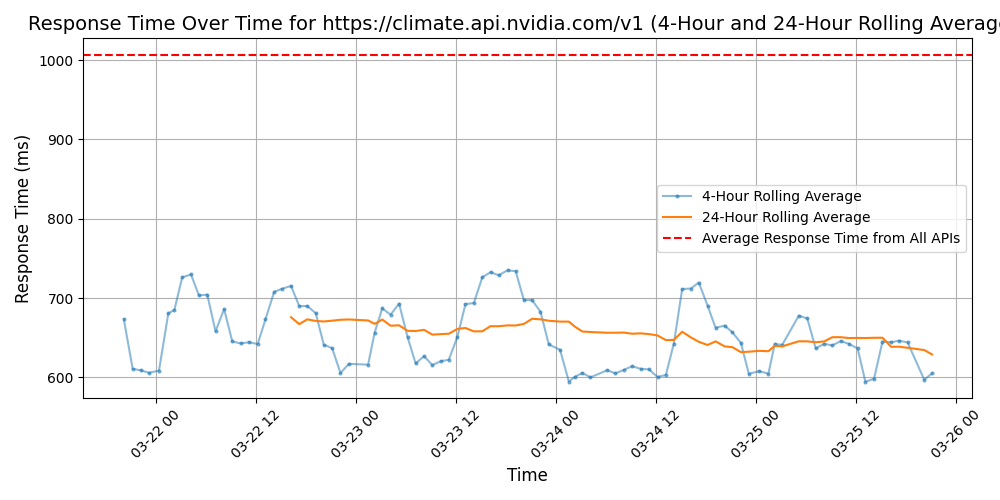 Response Time Over Time for https://climate.api.nvidia.com/v1 (4-Hour and 24-Hour Rolling Average
Response Time (ms)
1000
900
800
700
600
4-Hour Rolling Average
24-Hour Rolling Average
Average Response Time from All APIs
03-22 00
03-22 12
03-23 00
03-23 12
03-24 00
03-24 12
03-25 00
03-25 12
03-26 00
Time